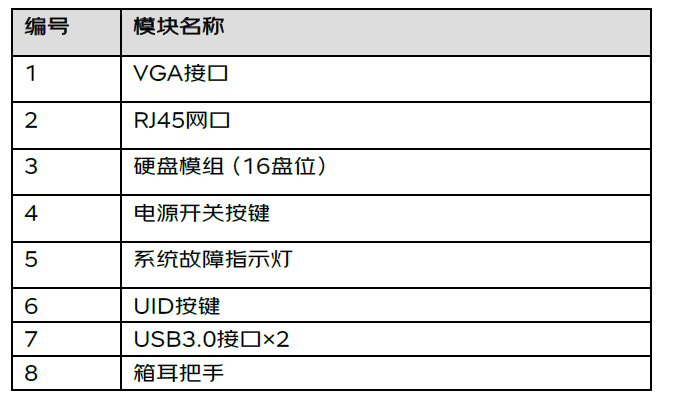 编号 模块名称
1 VGA接口
2 RJ45网口
3 硬盘模组（16盘位）
4 电源开关按键
5 系统故障指示灯
6 UID按键
7 USB3.0接口×2
8 箱耳把手